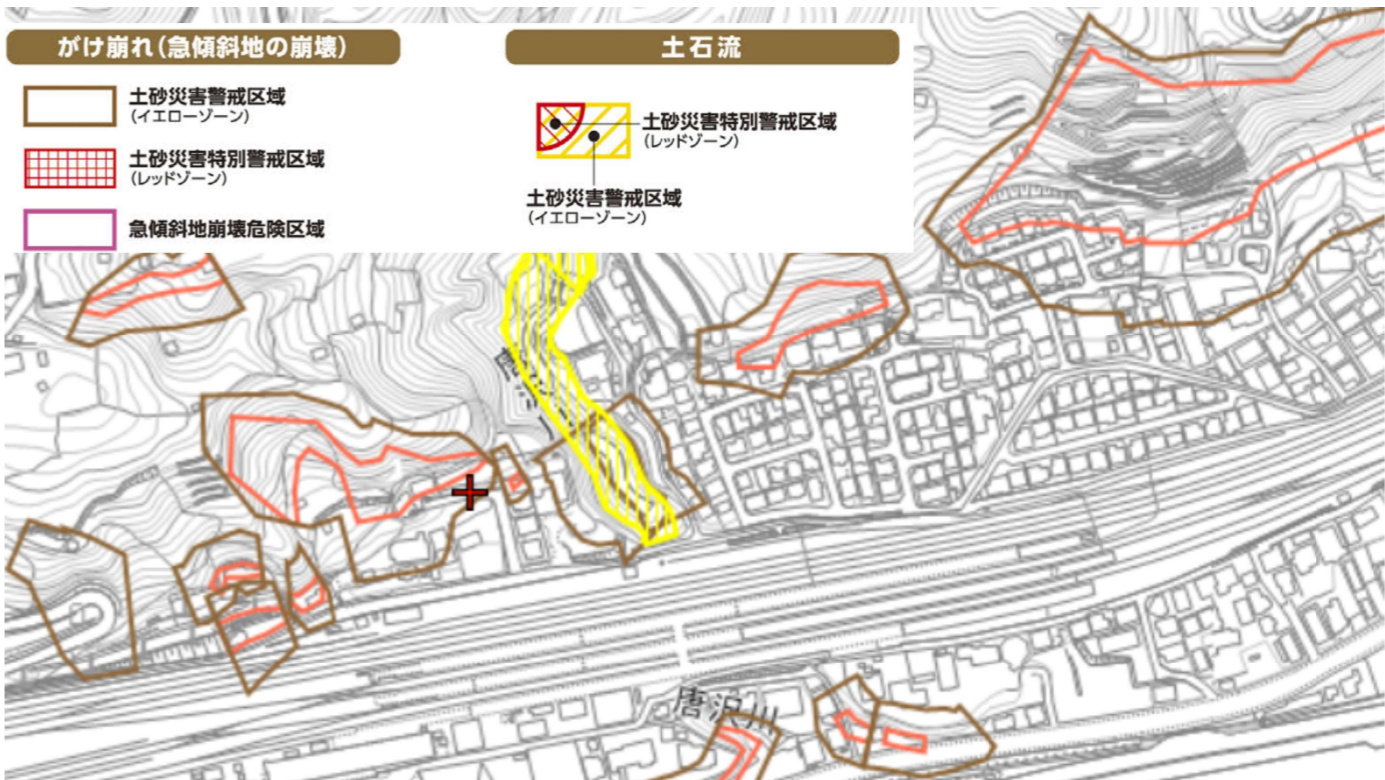 がけ崩れ(急傾斜地の崩壊)
土砂災害警戒区域
(イエローゾーン)
土砂災害特別警戒区域
(レッドゾーン)
急傾斜地崩壊危険区域
土石流
土砂災害特別警戒区域
(レッドゾーン)
土砂災害警戒区域
(イエローゾーン)
唐沢川